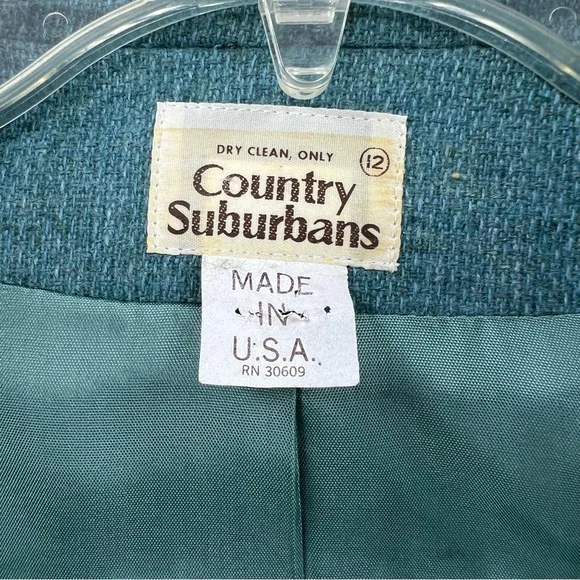 DRY CLEAN, ONLY 12
Country
Suburbans
MADE
IN
U.S.A.
RN 30609